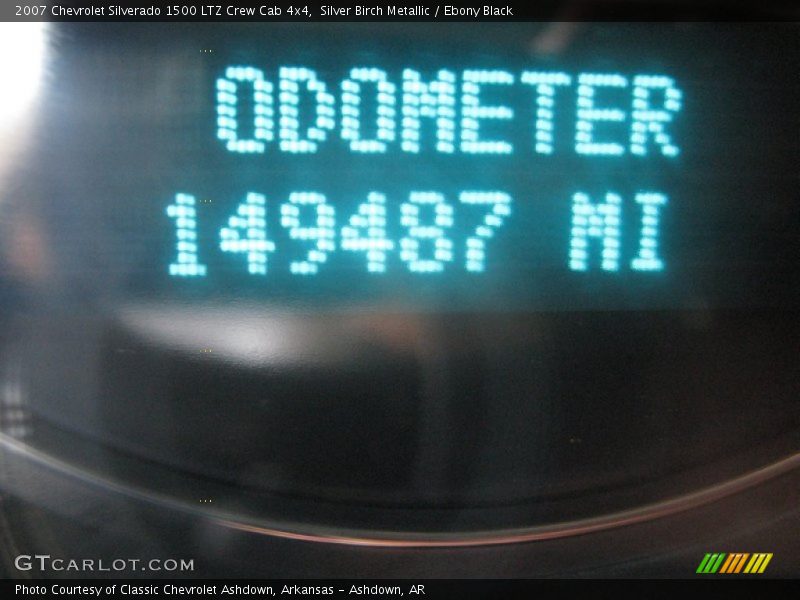 2007 Chevrolet Silverado 1500 LTZ Crew Cab 4x4, Silver Birch Metallic / Ebony Black
ODOMETER
149487 MI
GTCARLOT.COM
Photo Courtesy of Classic Chevrolet Ashdown, Arkansas - Ashdown, AR